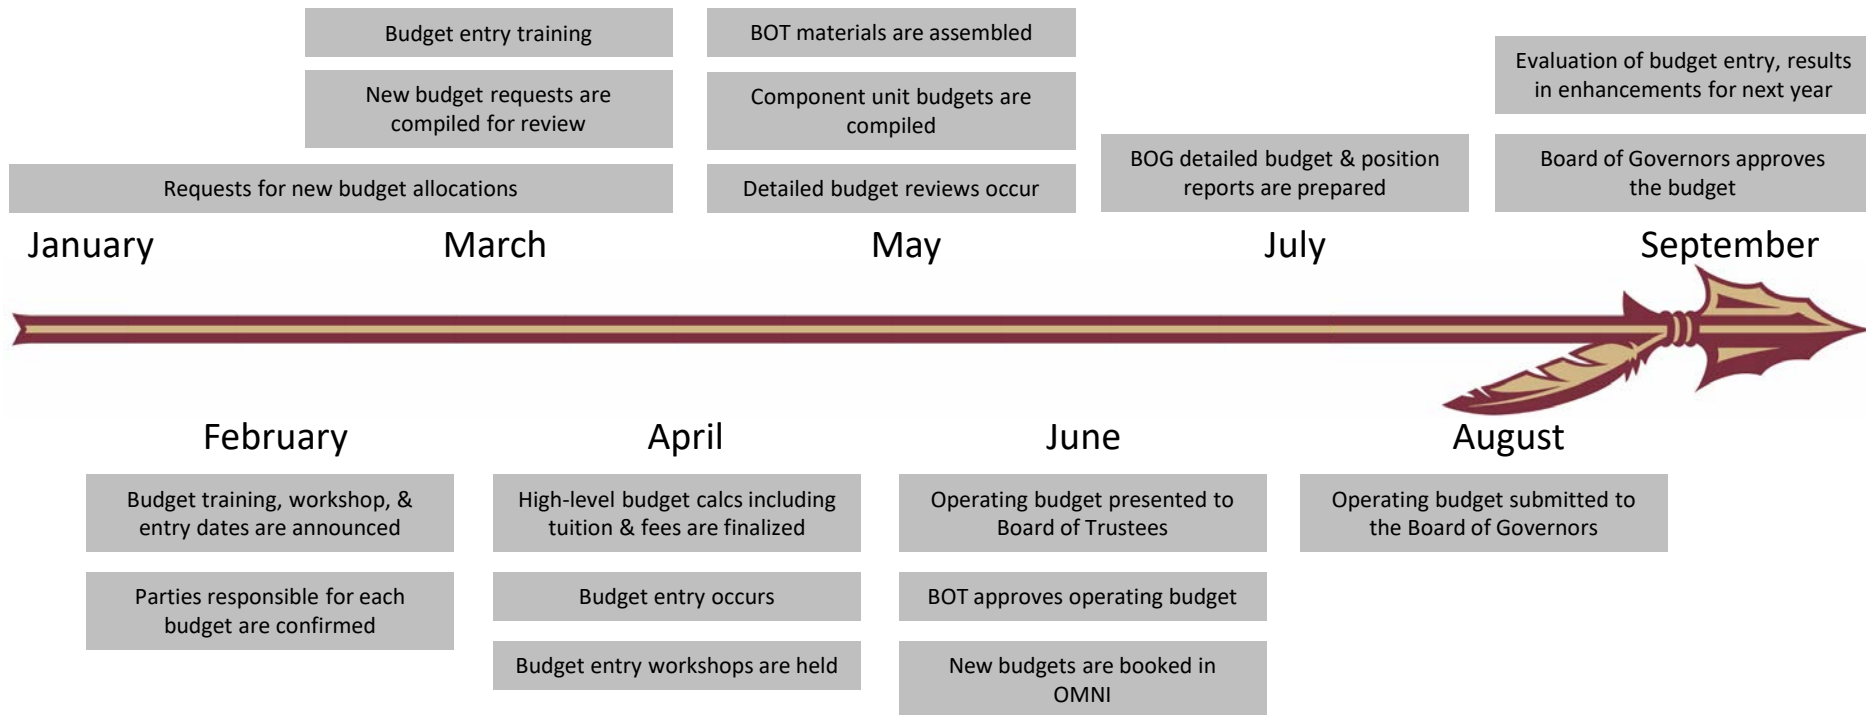 Budget entry training
New budget requests are
compiled for review
Requests for new budget allocations
BOT materials are assembled
Component unit budgets are
compiled
Detailed budget reviews occur
BOG detailed budget & position
reports are prepared
Evaluation of budget entry, results
in enhancements for next year
Board of Governors approves
the budget
January
March
May
July
September
February
April
June
August
Budget training, workshop, &
entry dates are announced
Parties responsible for each
budget are confirmed
High-level budget calcs including
tuition & fees are finalized
Budget entry occurs
Budget entry workshops are held
Operating budget presented to
Board of Trustees
BOT approves operating budget
New budgets are booked in
OMNI
Operating budget submitted to
the Board of Governors